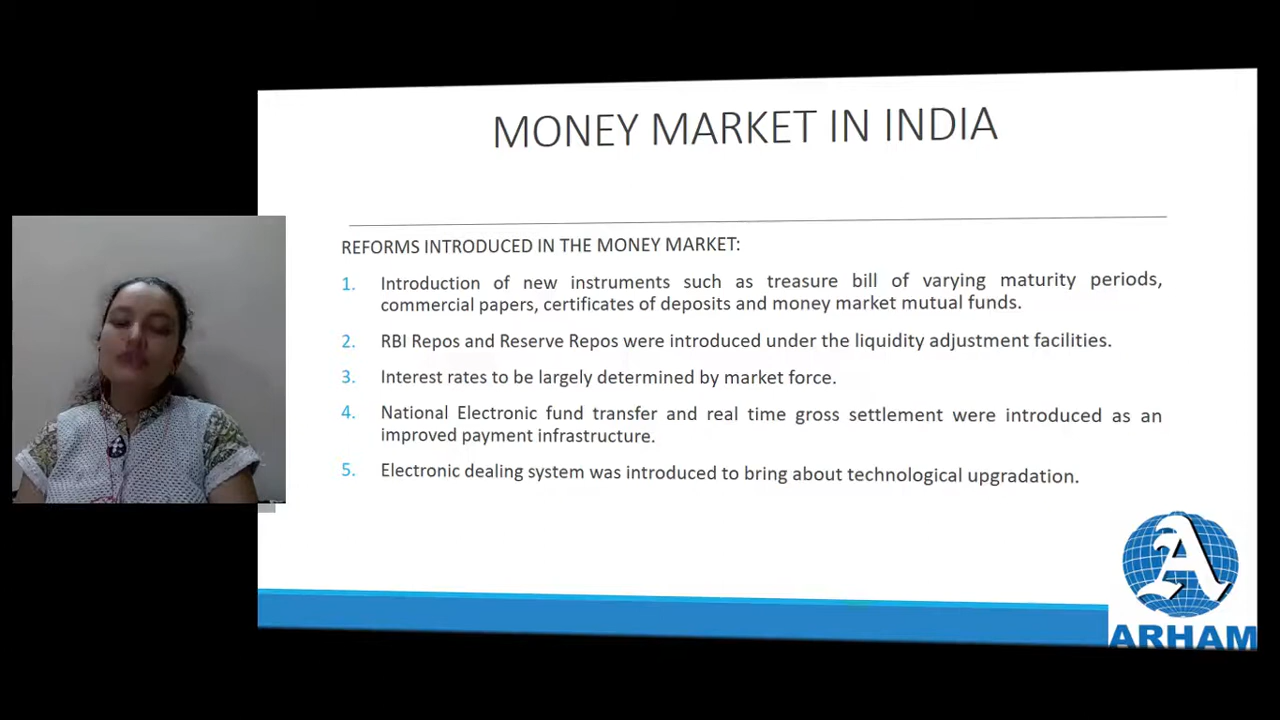 MONEY MARKET IN INDIA
REFORMS INTRODUCED IN THE MONEY MARKET:
1. Introduction of new instruments such as treasure bill of varying maturity periods,
commercial papers, certificates of deposits and money market mutual funds.
2. RBI Repos and Reserve Repos were introduced under the liquidity adjustment facilities.
3. Interest rates to be largely determined by market force.
4. National Electronic fund transfer and real time gross settlement were introduced as an
improved payment infrastructure.
5. Electronic dealing system was introduced to bring about technological upgradation.
A
ARHAM